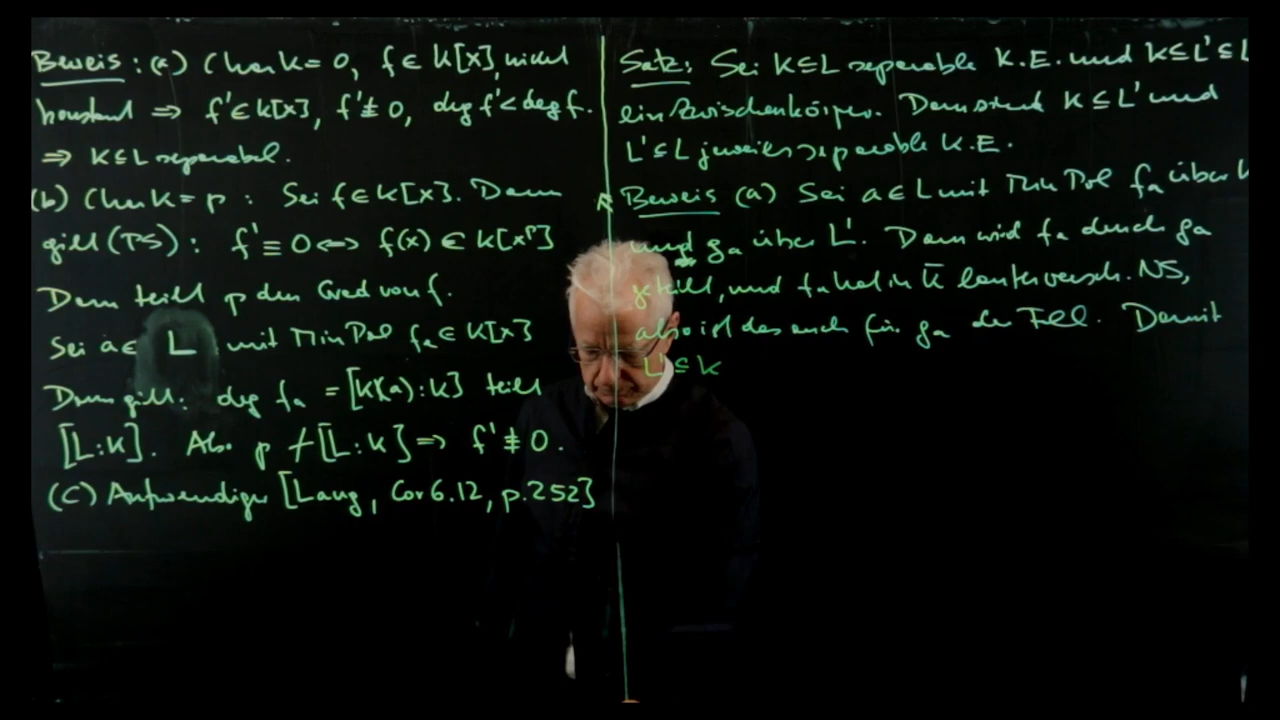 Beweis: (a) Char k = 0, f ∈ k[x], nicht
konstant ⇒ f' ∈ k[x], f' ≢ 0, deg f' < deg f.
⇒ K ⊆ L separabel.
(b) Char k = p : Sei f ∈ k[x]. Dann
gilt (PS): f' ≡ 0 ⟺ f(x) ∈ k[x^p]
Dann teilt p den Grad von f.
Sei a ∈ L mit MinPol f_a ∈ k[x]
Dann gilt: deg f_a = [k(a) : k] teilt
[L:k]. Also p ∤ [L:k] ⇒ f' ≢ 0.
(c) Aufwendiger [Lang, Cor 6.12, p.252]
Satz: Sei K ⊆ L separable K.E. und K ⊆ L' ⊆ L
ein Zwischenkörper. Dann sind K ⊆ L' und
L' ⊆ L jeweils separable K.E.
Beweis (a) Sei a ∈ L mit MinPol f_a über k
und g_a über L'. Dann wird f_a durch g_a
geteilt, und f_a hat in k̄ lauter versch. NS,
also ist das auch für g_a der Fall. Damit
L' ⊆ K